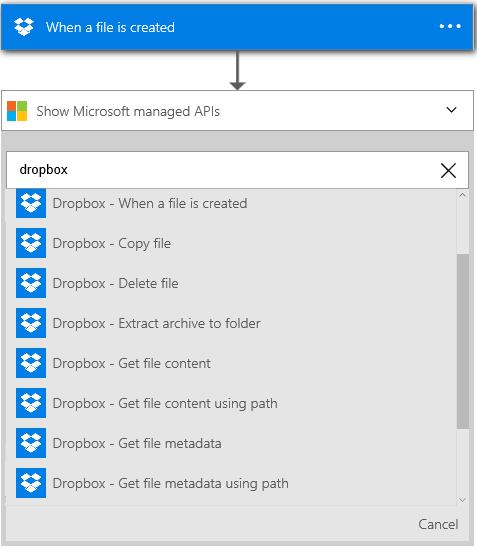 When a file is created
Show Microsoft managed APIs
dropbox
Dropbox - When a file is created
Dropbox - Copy file
Dropbox - Delete file
Dropbox - Extract archive to folder
Dropbox - Get file content
Dropbox - Get file content using path
Dropbox - Get file metadata
Dropbox - Get file metadata using path
Cancel